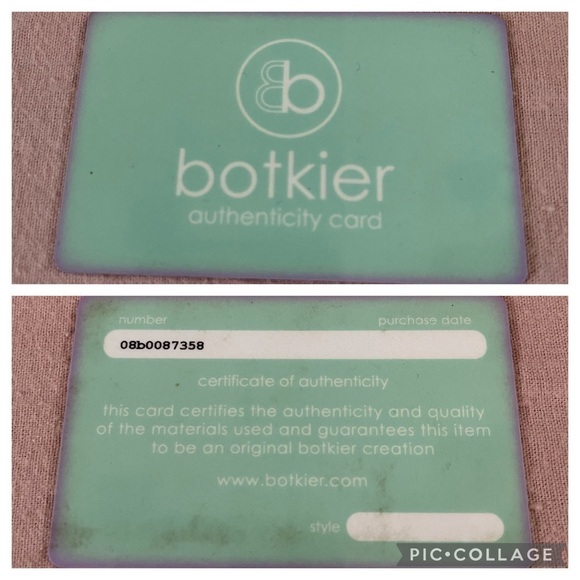 b
botkier
authenticity card
number purchase date
08b0087358
certificate of authenticity
this card certifies the authenticity and quality
of the materials used and guarantees this item
to be an original botkier creation
www.botkier.com
style
PIC•COLLAGE